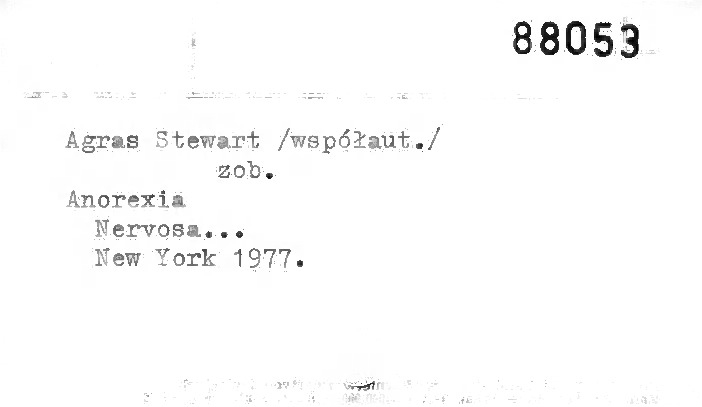 88053
Agras Stewart /współaut./
zob.
Anorexia
Nervosa...
New York 1977.